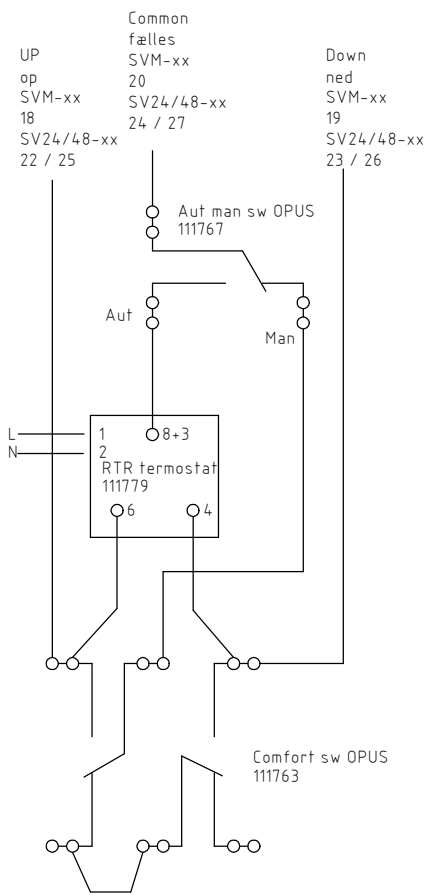 UP
op
SVM-xx
18
SV24/48-xx
22 / 25
Common
fælles
SVM-xx
20
SV24/48-xx
24 / 27
Down
ned
SVM-xx
19
SV24/48-xx
23 / 26
Aut man sw OPUS
111767
Aut
Man
L
N
1
2
8+3
RTR termostat
111779
6
4
Comfort sw OPUS
111763